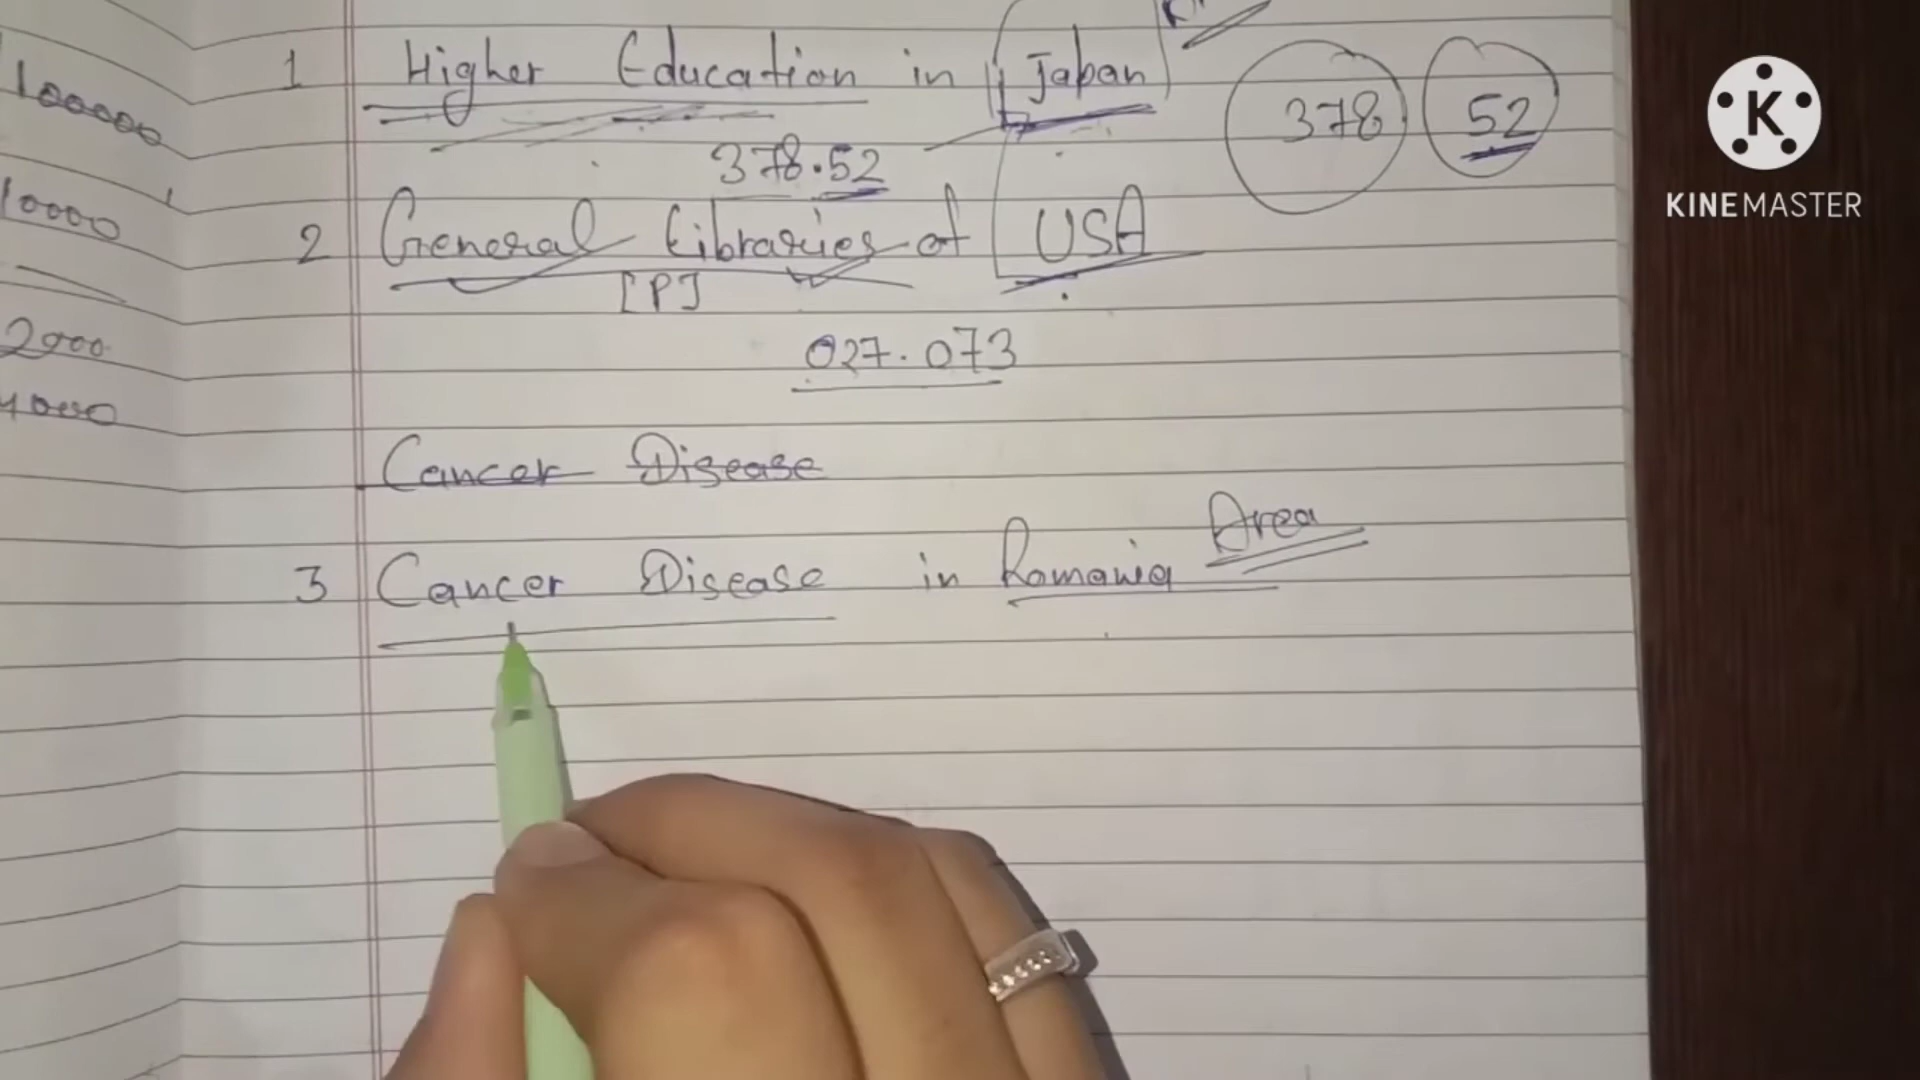 100000
10000
2000
1 Higher Education in Japan
378 52
378.52
2 General Libraries of USA
[P]
027.073
Cancer Disease
3 Cancer Disease in Romania Area
KINEMASTER